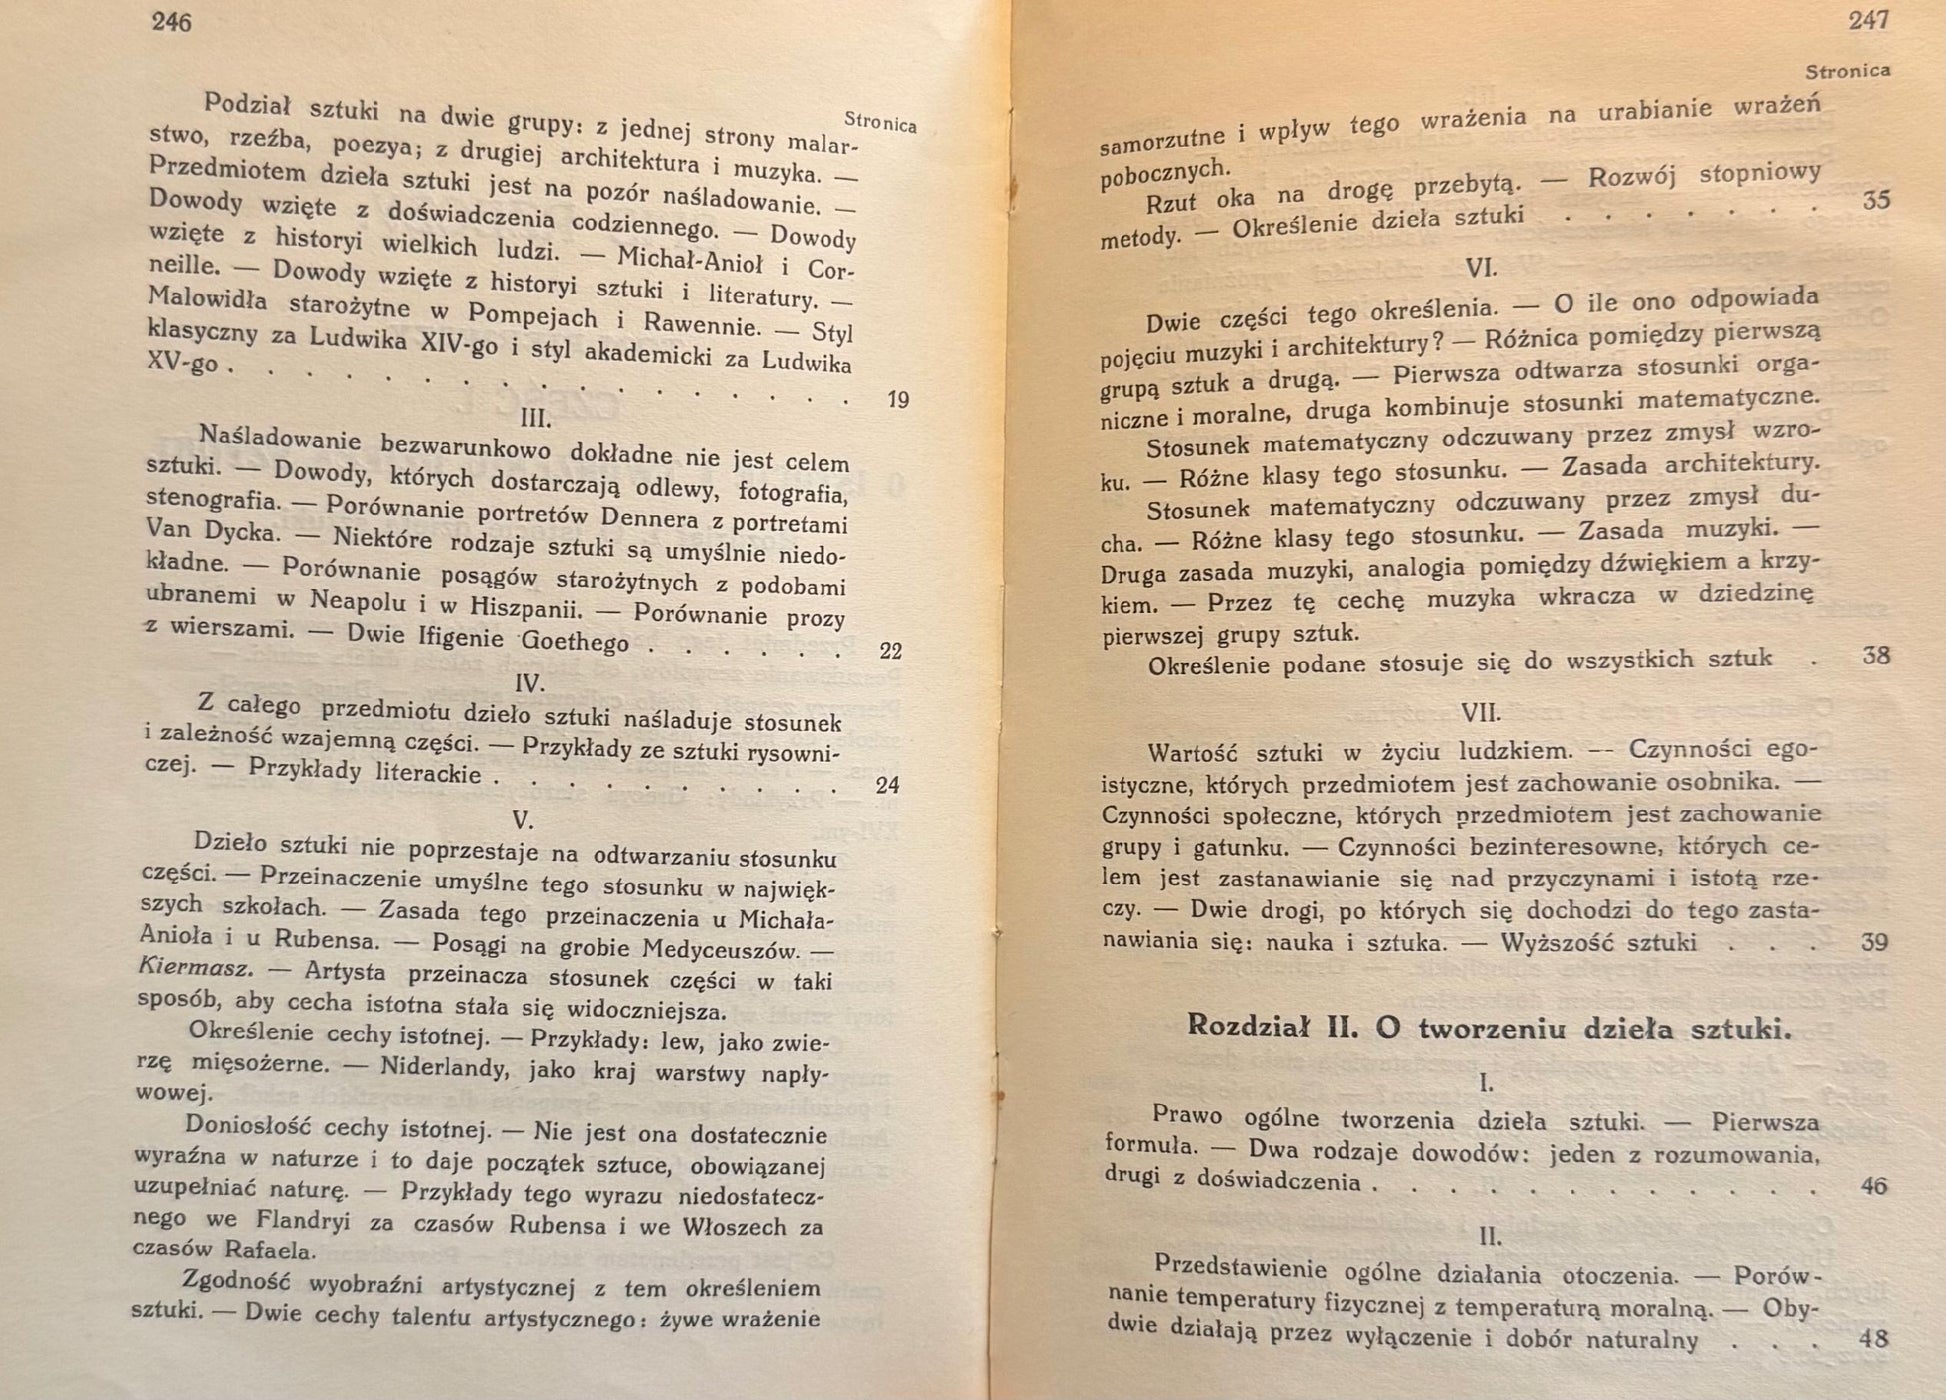 246
Stronica
Podział sztuki na dwie grupy: z jednej strony malar-
stwo, rzeźba, poezya; z drugiej architektura i muzyka. —
Przedmiotem dzieła sztuki jest na pozór naśladowanie. —
Dowody wzięte z doświadczenia codziennego. — Dowody
wzięte z historyi wielkich ludzi. — Michał-Anioł i Cor-
neille. — Dowody wzięte z historyi sztuki i literatury. —
Malowidła starożytne w Pompejach i Rawennie. — Styl
klasyczny za Ludwika XIV-go i styl akademicki za Ludwika
XV-go . . . . . . . . . . . . . . . . . 19
III.
Naśladowanie bezwarunkowo dokładne nie jest celem
sztuki. — Dowody, których dostarczają odlewy, fotografia,
stenografia. — Porównanie portretów Dennera z portretami
Van Dycka. — Niektóre rodzaje sztuki są umyślnie niedo-
kładne. — Porównanie posągów starożytnych z podobami
ubranemi w Neapolu i w Hiszpanii. — Porównanie prozy
z wierszami. — Dwie Ifigenie Goethego . . . . . . 22
IV.
Z całego przedmiotu dzieło sztuki naśladuje stosunek
i zależność wzajemną części. — Przykłady ze sztuki rysowni-
czej. — Przykłady literackie . . . . . . . . . . 24
V.
Dzieło sztuki nie poprzestaje na odtwarzaniu stosunku
części. — Przeinaczenie umyślne tego stosunku w najwięk-
szych szkołach. — Zasada tego przeinaczenia u Michała-
Anioła i u Rubensa. — Posągi na grobie Medyceuszów. —
Kiermasz. — Artysta przeinacza stosunek części w taki
sposób, aby cecha istotna stała się widoczniejsza.
Określenie cechy istotnej. — Przykłady: lew, jako zwie-
rzę mięsożerne. — Niderlandy, jako kraj warstwy napły-
wowej.
Doniosłość cechy istotnej. — Nie jest ona dostatecznie
wyraźna w naturze i to daje początek sztuce, obowiązanej
uzupełniać naturę. — Przykłady tego wyrazu niedostatecz-
nego we Flandryi za czasów Rubensa i we Włoszech za
czasów Rafaela.
Zgodność wyobraźni artystycznej z tem określeniem
sztuki. — Dwie cechy talentu artystycznego: żywe wrażenie
247
Stronica
samorzutne i wpływ tego wrażenia na urabianie wrażeń
pobocznych.
Rzut oka na drogę przebytą. — Rozwój stopniowy
metody. — Określenie dzieła sztuki . . . . . . . 35
VI.
Dwie części tego określenia. — O ile ono odpowiada
pojęciu muzyki i architektury? — Różnica pomiędzy pierwszą
grupą sztuk a drugą. — Pierwsza odtwarza stosunki orga-
niczne i moralne, druga kombinuje stosunki matematyczne.
Stosunek matematyczny odczuwany przez zmysł wzro-
ku. — Różne klasy tego stosunku. — Zasada architektury.
Stosunek matematyczny odczuwany przez zmysł du-
cha. — Różne klasy tego stosunku. — Zasada muzyki. —
Druga zasada muzyki, analogia pomiędzy dźwiękiem a krzy-
kiem. — Przez tę cechę muzyka wkracza w dziedzinę
pierwszej grupy sztuk.
Określenie podane stosuje się do wszystkich sztuk . 38
VII.
Wartość sztuki w życiu ludzkiem. — Czynności ego-
istyczne, których przedmiotem jest zachowanie osobnika. —
Czynności społeczne, których przedmiotem jest zachowanie
grupy i gatunku. — Czynności bezinteresowne, których ce-
lem jest zastanawianie się nad przyczynami i istotą rze-
czy. — Dwie drogi, po których się dochodzi do tego zasta-
nawiania się: nauka i sztuka. — Wyższość sztuki . . . 39
Rozdział II. O tworzeniu dzieła sztuki.
I.
Prawo ogólne tworzenia dzieła sztuki. — Pierwsza
formuła. — Dwa rodzaje dowodów: jeden z rozumowania,
drugi z doświadczenia . . . . . . . . . . . . 46
II.
Przedstawienie ogólne działania otoczenia. — Porów-
nanie temperatury fizycznej z temperaturą moralną. — Oby-
dwie działają przez wyłączenie i dobór naturalny . . . 48